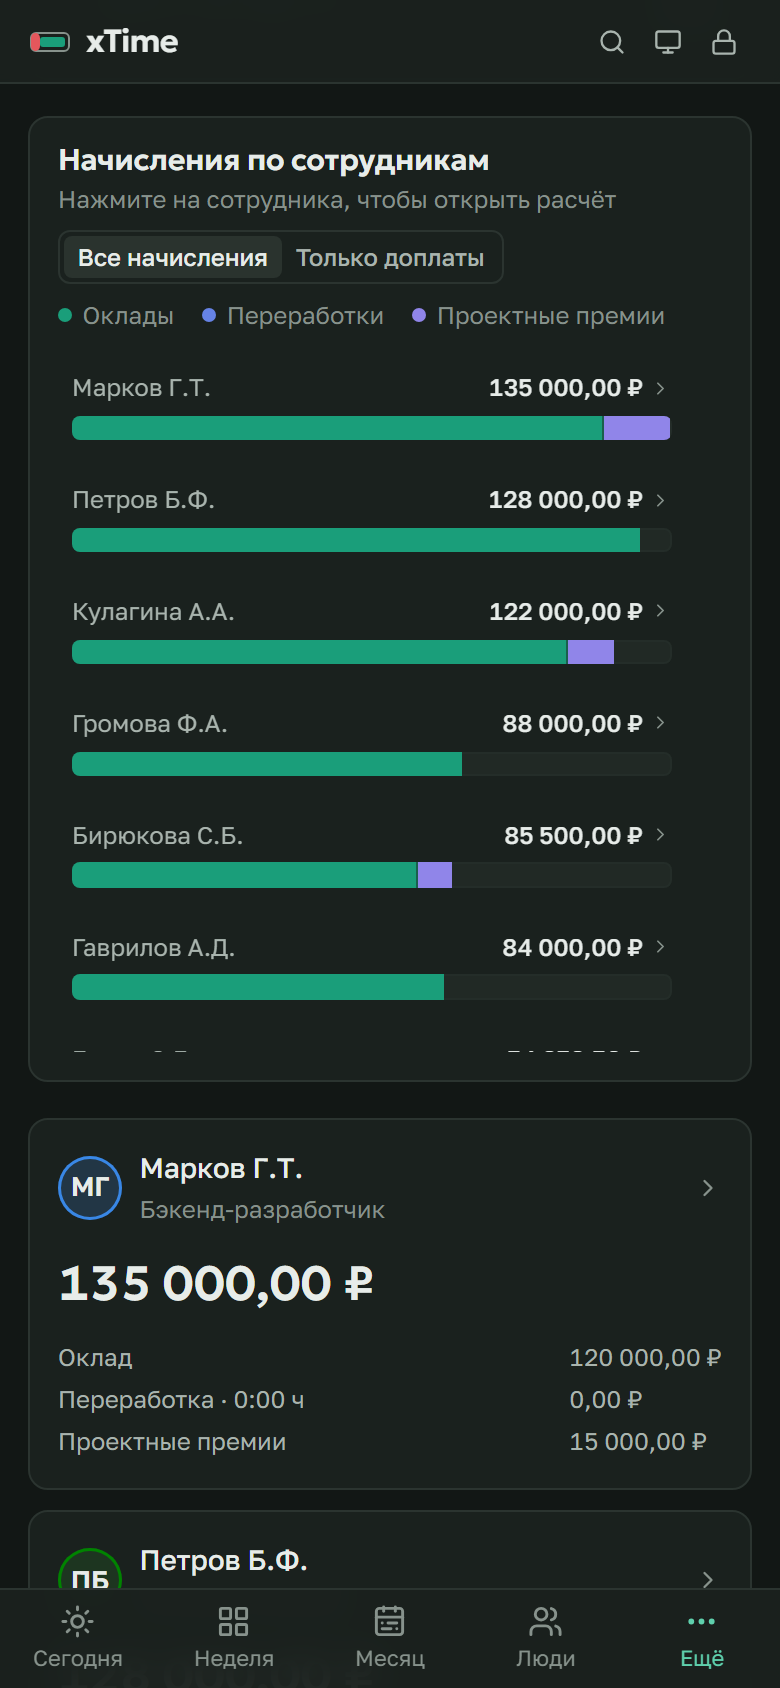 xTime
Начисления по сотрудникам
Нажмите на сотрудника, чтобы открыть расчёт
Все начисления Только доплаты
Оклады Переработки Проектные премии
Марков Г.Т. 135 000,00 ₽
Петров Б.Ф. 128 000,00 ₽
Кулагина А.А. 122 000,00 ₽
Громова Ф.А. 88 000,00 ₽
Бирюкова С.Б. 85 500,00 ₽
Гаврилов А.Д. 84 000,00 ₽
МГ Марков Г.Т.
Бэкенд-разработчик
135 000,00 ₽
Оклад 120 000,00 ₽
Переработка · 0:00 ч 0,00 ₽
Проектные премии 15 000,00 ₽
ПБ Петров Б.Ф.
128 000,00 ₽
Сегодня Неделя Месяц Люди Ещё